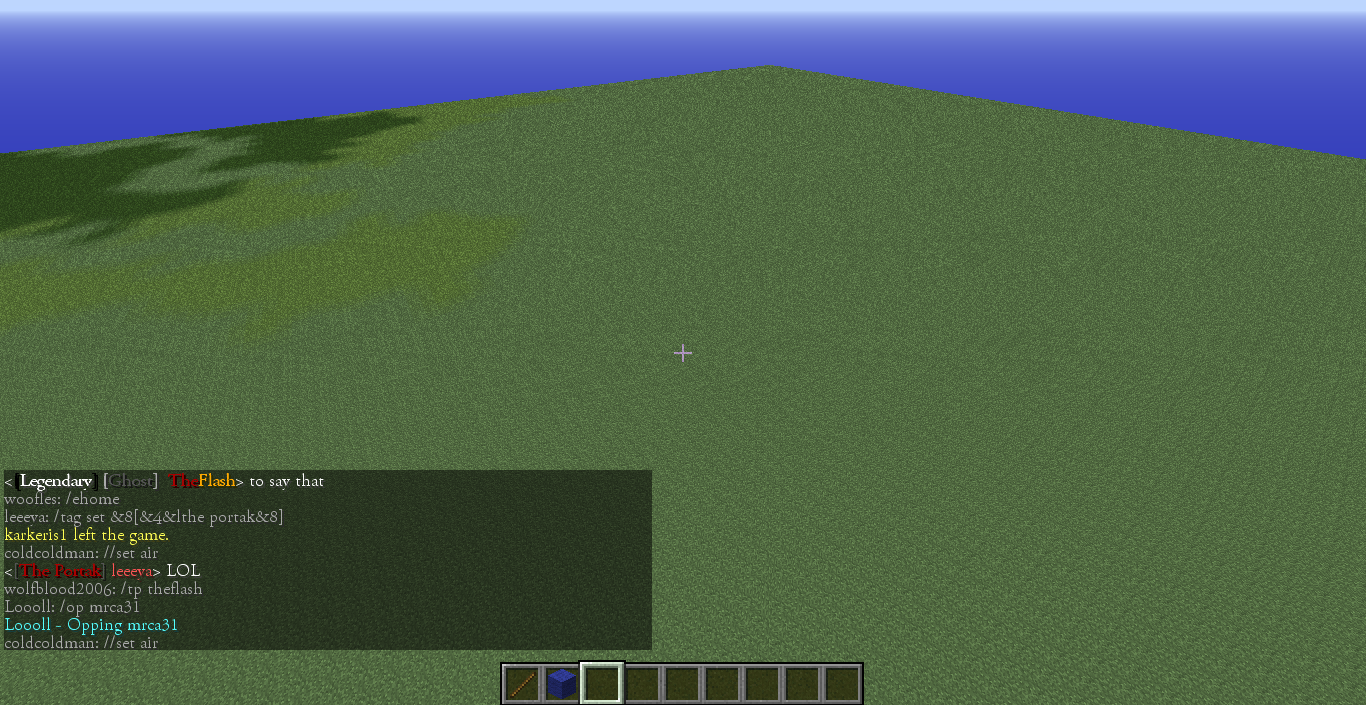 <[Legendary] [Ghost] TheFlash> to say that
woofles: /ehome
leeeva: /tag set &8[&4&lthe portak&8]
karkeris1 left the game.
coldcoldman: //set air
<[The Portak] leeeva> LOL
wolfblood2006: /tp theflash
Loooll: /op mrca31
Loooll - Opping mrca31
coldcoldman: //set air